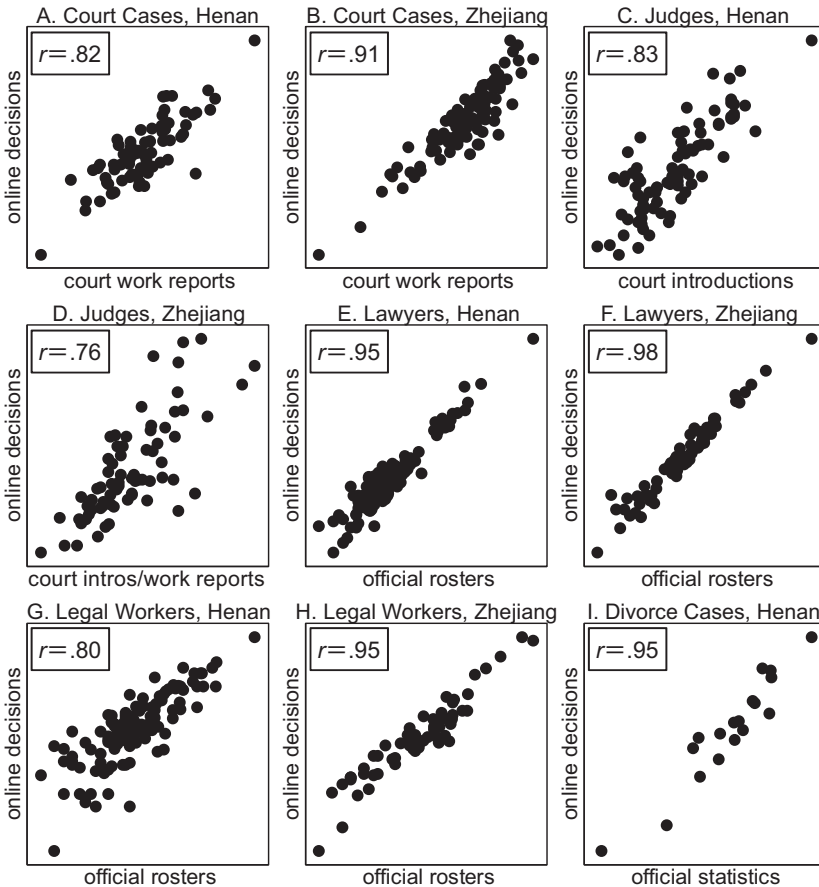 A. Court Cases, Henan
r=.82
online decisions
court work reports
B. Court Cases, Zhejiang
r=.91
online decisions
court work reports
C. Judges, Henan
r=.83
online decisions
court introductions
D. Judges, Zhejiang
r=.76
online decisions
court intros/work reports
E. Lawyers, Henan
r=.95
online decisions
official rosters
F. Lawyers, Zhejiang
r=.98
online decisions
official rosters
G. Legal Workers, Henan
r=.80
online decisions
official rosters
H. Legal Workers, Zhejiang
r=.95
online decisions
official rosters
I. Divorce Cases, Henan
r=.95
online decisions
official statistics